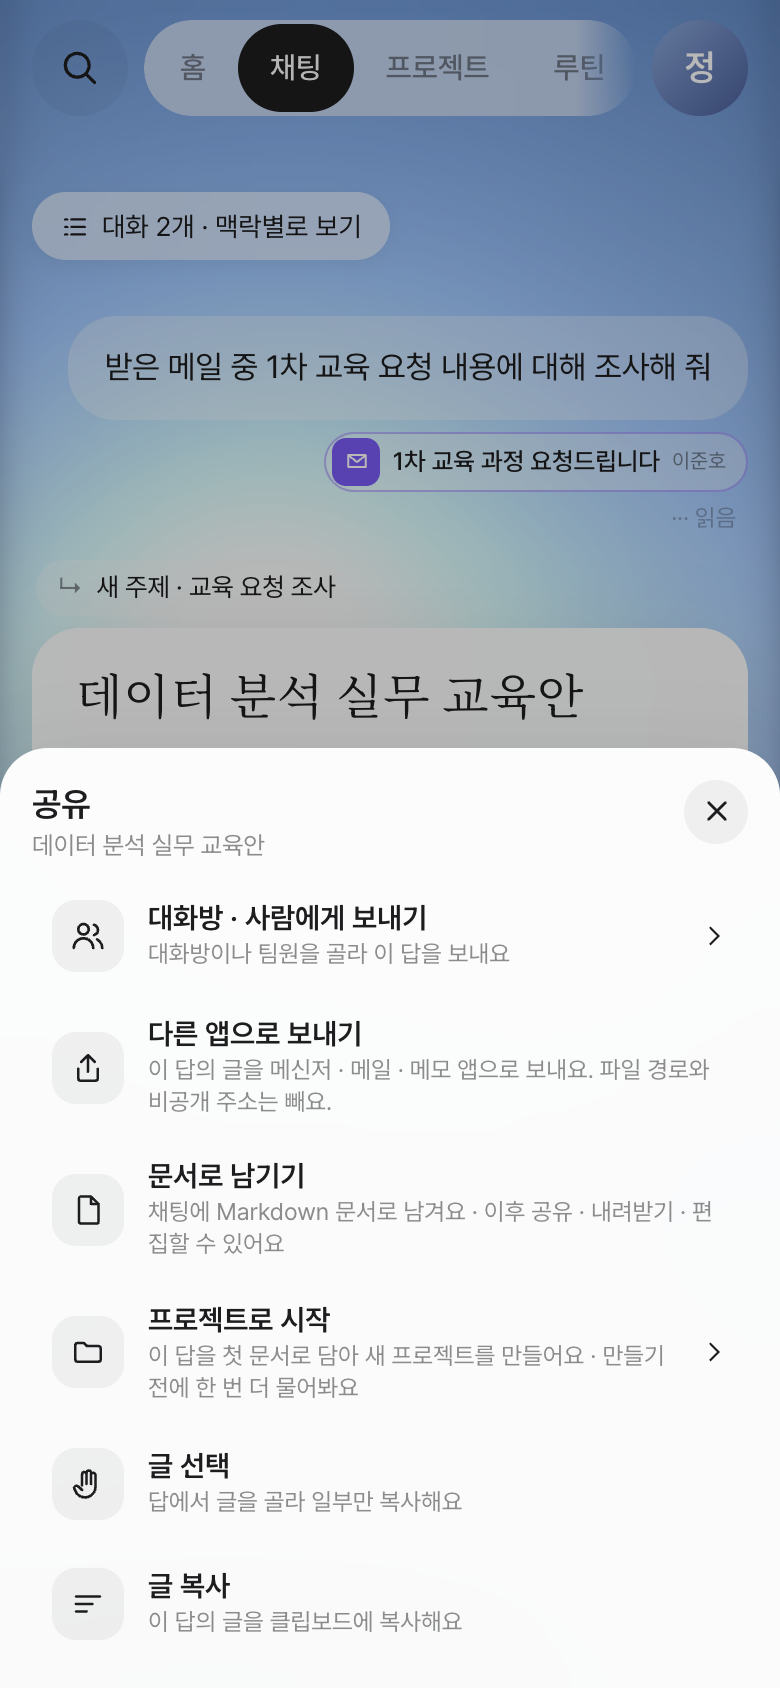 홈
채팅
프로젝트
루틴
정
대화 2개 · 맥락별로 보기
받은 메일 중 1차 교육 요청 내용에 대해 조사해 줘
1차 교육 과정 요청드립니다 이준호
··· 읽음
새 주제 · 교육 요청 조사
데이터 분석 실무 교육안
공유
데이터 분석 실무 교육안
대화방 · 사람에게 보내기
대화방이나 팀원을 골라 이 답을 보내요
다른 앱으로 보내기
이 답의 글을 메신저 · 메일 · 메모 앱으로 보내요. 파일 경로와
비공개 주소는 빼요.
문서로 남기기
채팅에 Markdown 문서로 남겨요 · 이후 공유 · 내려받기 · 편
집할 수 있어요
프로젝트로 시작
이 답을 첫 문서로 담아 새 프로젝트를 만들어요 · 만들기
전에 한 번 더 물어봐요
글 선택
답에서 글을 골라 일부만 복사해요
글 복사
이 답의 글을 클립보드에 복사해요